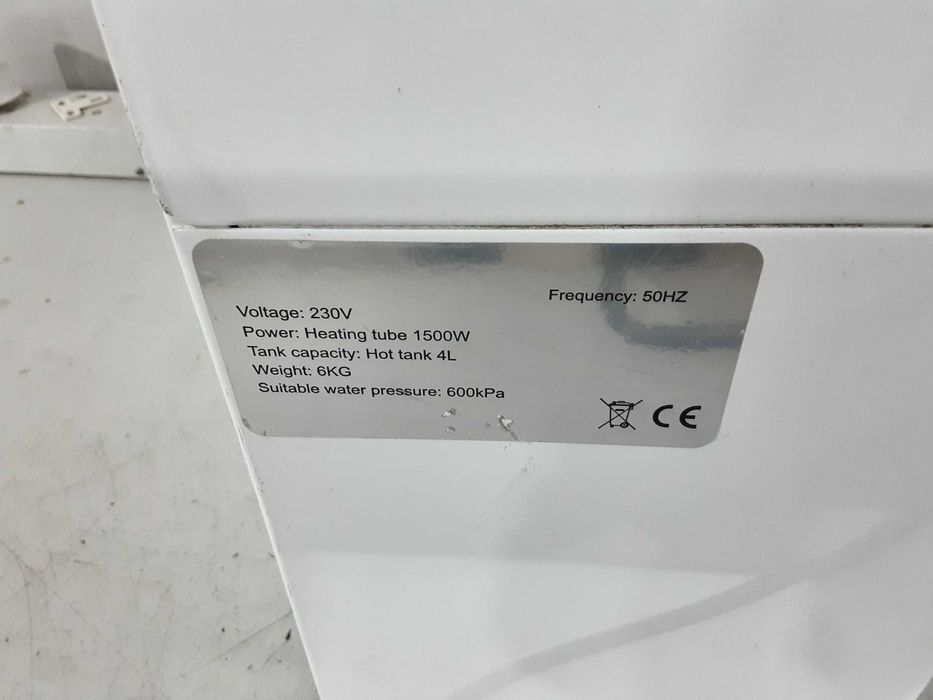 Frequency: 50HZ
Voltage: 230V
Power: Heating tube 1500W
Tank capacity: Hot tank 4L
Weight: 6KG
Suitable water pressure: 600kPa
CE